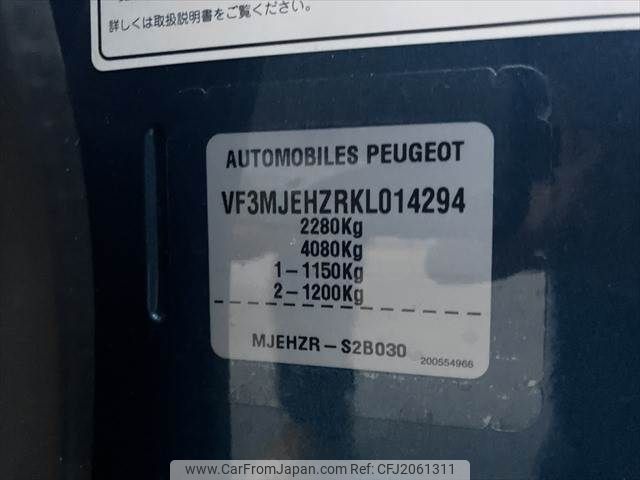 詳しくは取扱説明書をご覧ください。
AUTOMOBILES PEUGEOT
VF3MJEHZRKL014294
2280Kg
4080Kg
1-1150Kg
2-1200Kg
MJEHZR-S2B030
200554966
www.CarFromJapan.com | Ref No. CFJ2061311